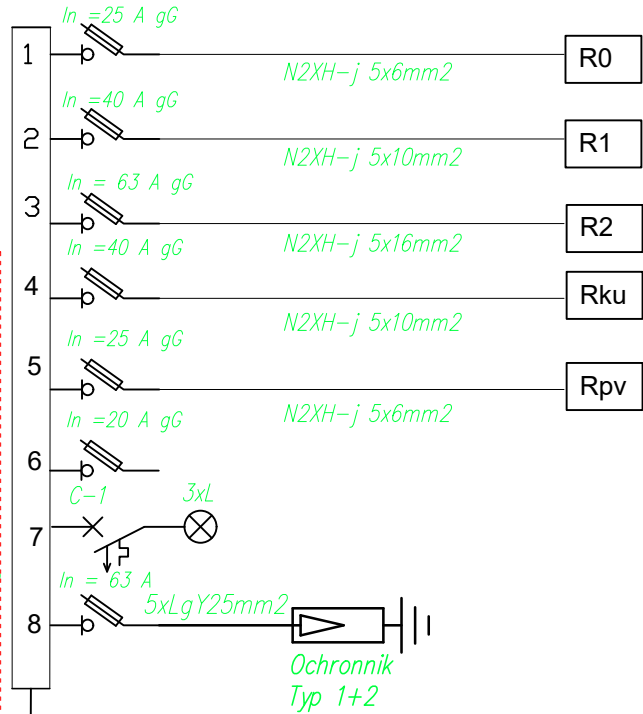 In =25 A gG
1
N2XH-j 5x6mm2
R0
In =40 A gG
2
N2XH-j 5x10mm2
R1
In = 63 A gG
3
N2XH-j 5x16mm2
R2
In =40 A gG
4
N2XH-j 5x10mm2
Rku
In =25 A gG
5
N2XH-j 5x6mm2
Rpv
In =20 A gG
6
C-1
3xL
7
In = 63 A
5xLgY25mm2
8
Ochronnik
Typ 1+2